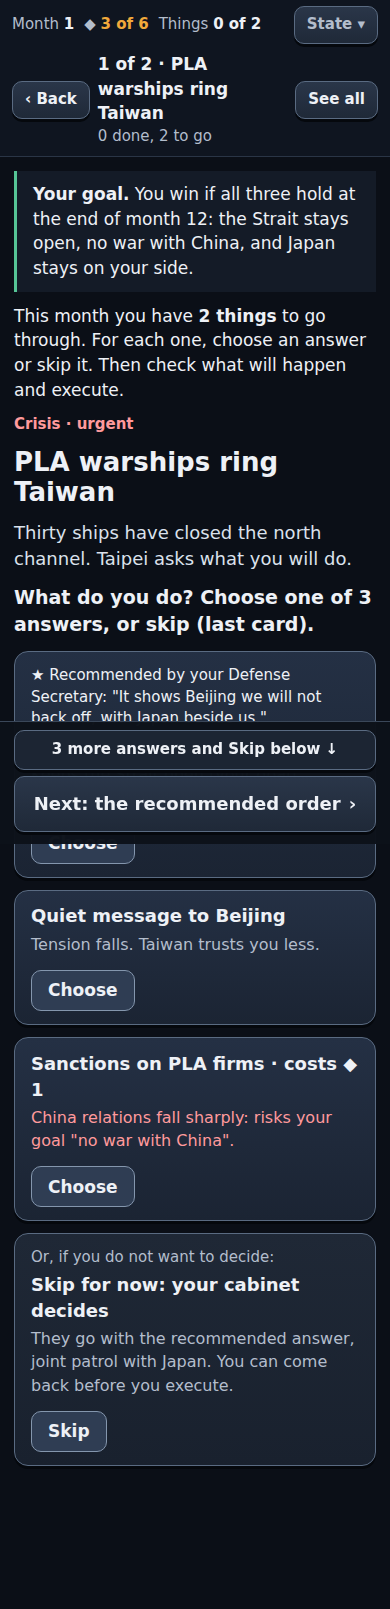 Month 1 ◆ 3 of 6 Things 0 of 2
State ▾
‹ Back
1 of 2 · PLA
warships ring
Taiwan
0 done, 2 to go
See all
Your goal. You win if all three hold at
the end of month 12: the Strait stays
open, no war with China, and Japan
stays on your side.
This month you have 2 things to go
through. For each one, choose an answer
or skip it. Then check what will happen
and execute.
Crisis · urgent
PLA warships ring
Taiwan
Thirty ships have closed the north
channel. Taipei asks what you will do.
What do you do? Choose one of 3
answers, or skip (last card).
★ Recommended by your Defense
Secretary: "It shows Beijing we will not
back off, with Japan beside us."
3 more answers and Skip below ↓
Next: the recommended order ›
Choose
Quiet message to Beijing
Tension falls. Taiwan trusts you less.
Choose
Sanctions on PLA firms · costs ◆
1
China relations fall sharply: risks your
goal "no war with China".
Choose
Or, if you do not want to decide:
Skip for now: your cabinet
decides
They go with the recommended answer,
joint patrol with Japan. You can come
back before you execute.
Skip